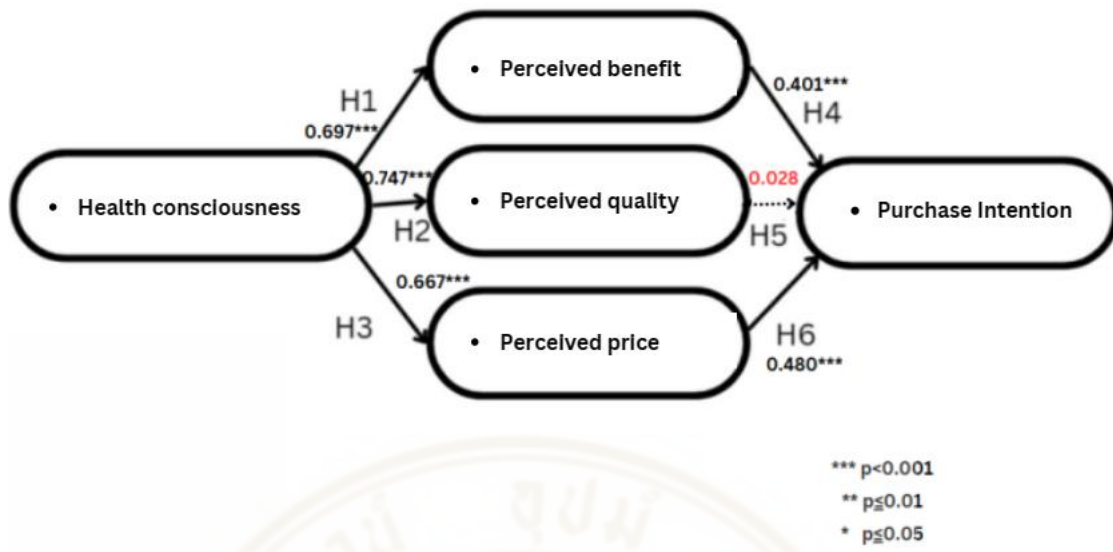 • Perceived benefit
0.401***
H4
H1
0.697***
0.747***
0.028
• Health consciousness
• Perceived quality
• Purchase Intention
H2
H5
0.667***
H3
• Perceived price
H6
0.480***
*** p<0.001
** p≦0.01
* p≦0.05